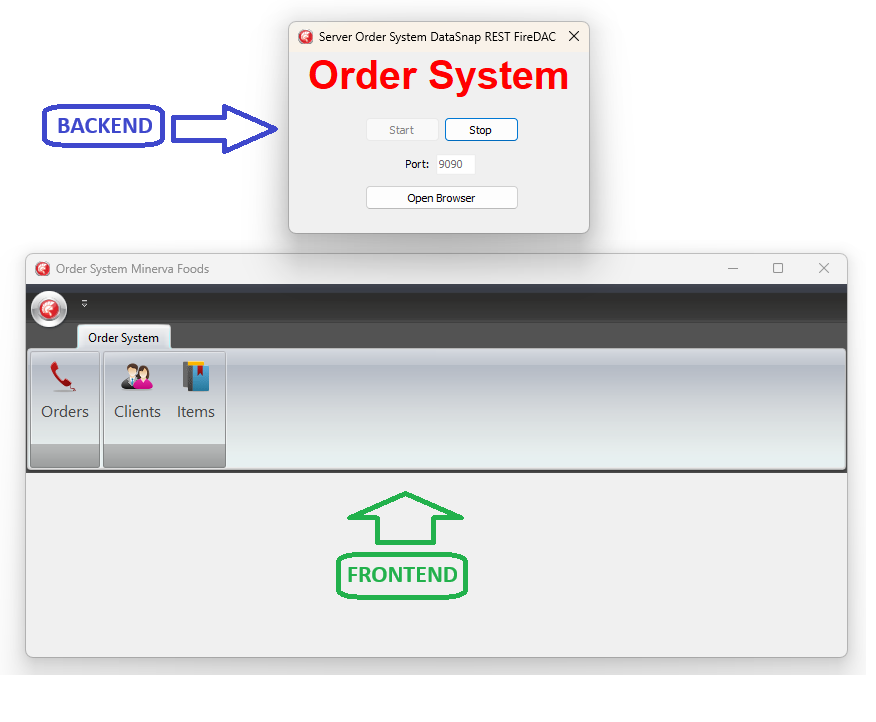 Server Order System DataSnap REST FireDAC
Order System
BACKEND
Start Stop
Port: 9090
Open Browser
Order System Minerva Foods
Order System
Orders Clients Items
FRONTEND